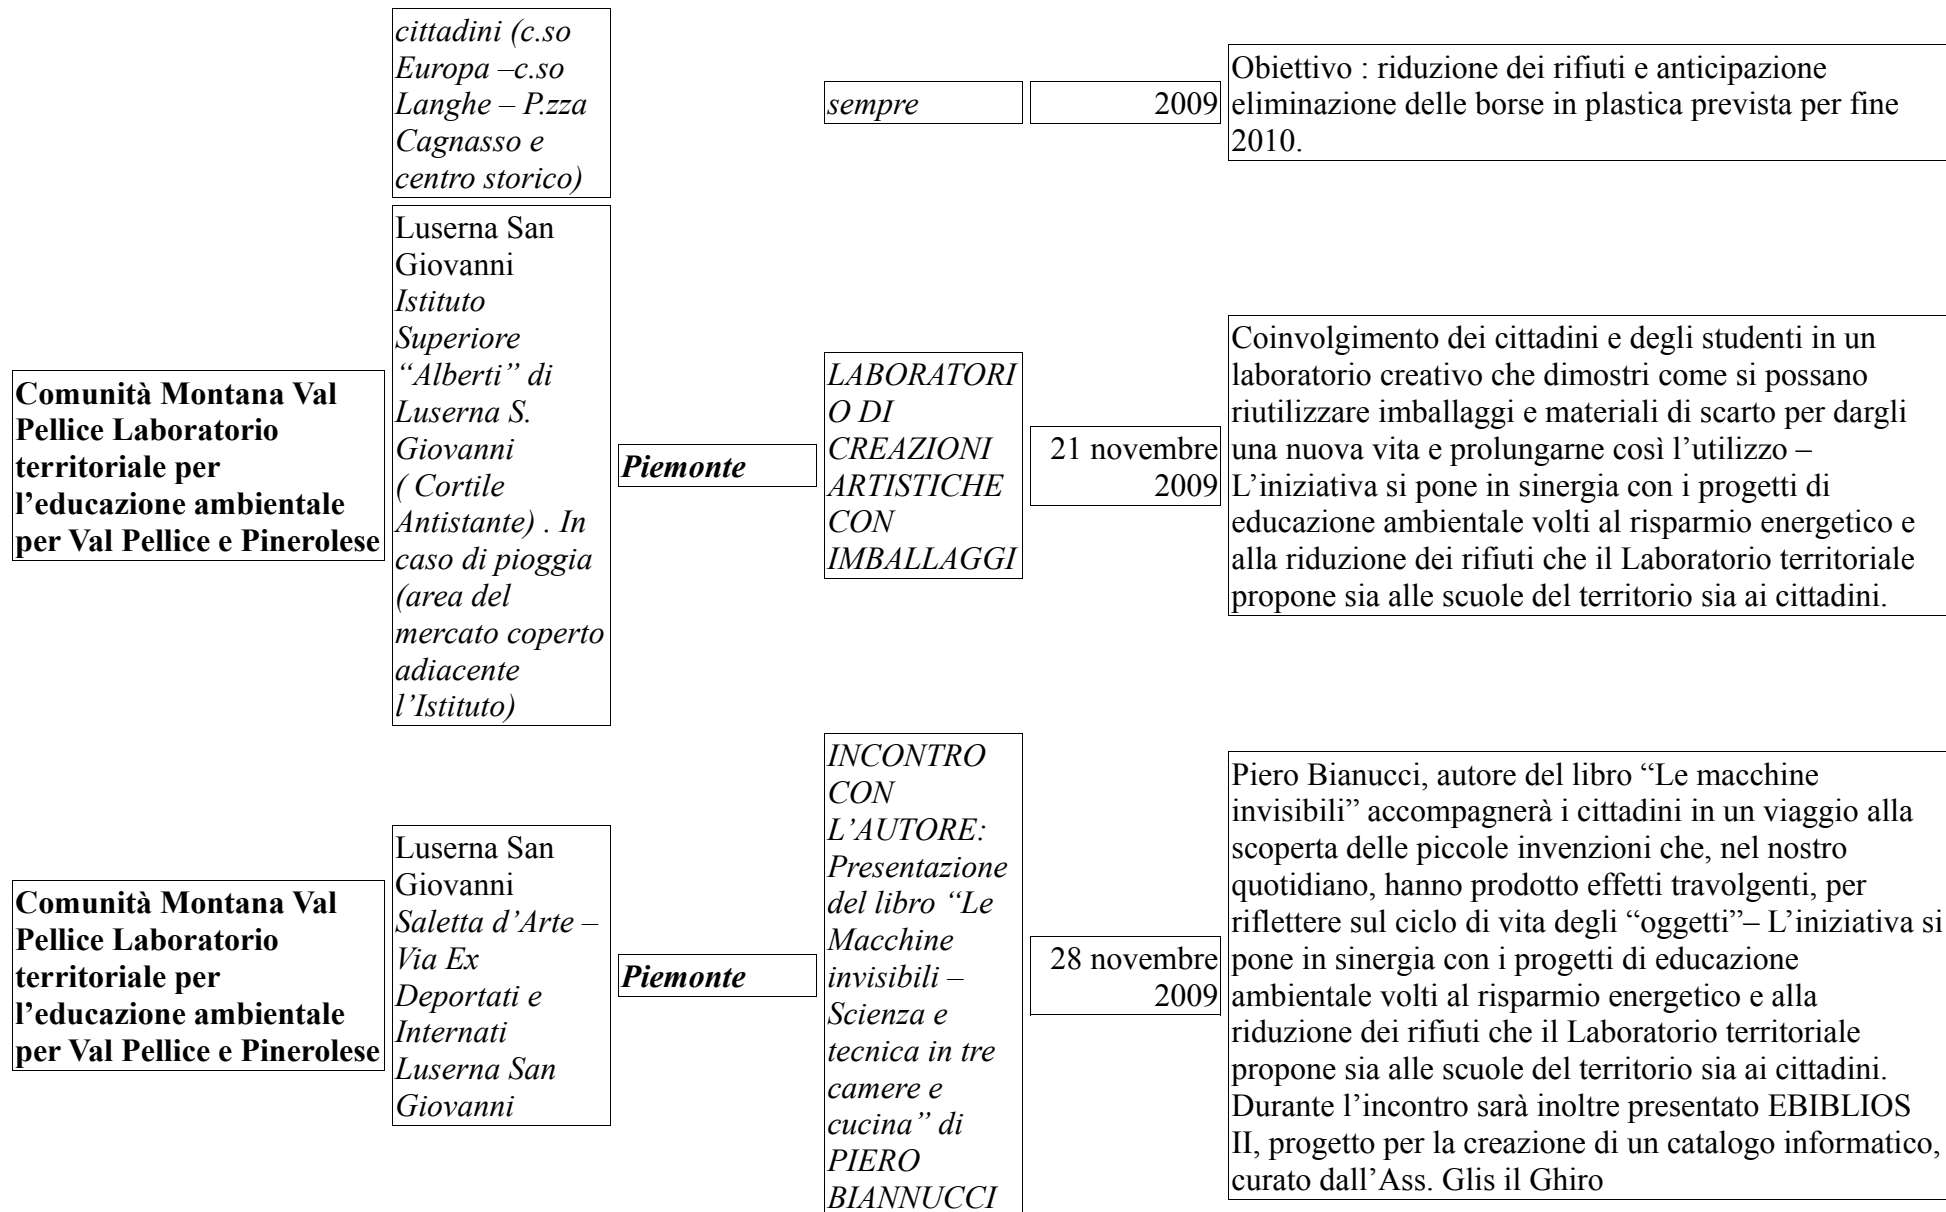 cittadini (c.so
Europa –c.so
Langhe – P.zza
Cagnasso e
centro storico)
sempre
2009
Obiettivo : riduzione dei rifiuti e anticipazione
eliminazione delle borse in plastica prevista per fine
2010.
Comunità Montana Val
Pellice Laboratorio
territoriale per
l’educazione ambientale
per Val Pellice e Pinerolese
Luserna San
Giovanni
Istituto
Superiore
“Alberti” di
Luserna S.
Giovanni
( Cortile
Antistante) . In
caso di pioggia
(area del
mercato coperto
adiacente
l’Istituto)
Piemonte
LABORATORI
O DI
CREAZIONI
ARTISTICHE
CON
IMBALLAGGI
21 novembre
2009
Coinvolgimento dei cittadini e degli studenti in un
laboratorio creativo che dimostri come si possano
riutilizzare imballaggi e materiali di scarto per dargli
una nuova vita e prolungarne così l’utilizzo –
L’iniziativa si pone in sinergia con i progetti di
educazione ambientale volti al risparmio energetico e
alla riduzione dei rifiuti che il Laboratorio territoriale
propone sia alle scuole del territorio sia ai cittadini.
Comunità Montana Val
Pellice Laboratorio
territoriale per
l’educazione ambientale
per Val Pellice e Pinerolese
Luserna San
Giovanni
Saletta d’Arte –
Via Ex
Deportati e
Internati
Luserna San
Giovanni
Piemonte
INCONTRO
CON
L’AUTORE:
Presentazione
del libro “Le
Macchine
invisibili –
Scienza e
tecnica in tre
camere e
cucina” di
PIERO
BIANNUCCI
28 novembre
2009
Piero Bianucci, autore del libro “Le macchine
invisibili” accompagnerà i cittadini in un viaggio alla
scoperta delle piccole invenzioni che, nel nostro
quotidiano, hanno prodotto effetti travolgenti, per
riflettere sul ciclo di vita degli “oggetti”– L’iniziativa si
pone in sinergia con i progetti di educazione
ambientale volti al risparmio energetico e alla
riduzione dei rifiuti che il Laboratorio territoriale
propone sia alle scuole del territorio sia ai cittadini.
Durante l’incontro sarà inoltre presentato EBIBLIOS
II, progetto per la creazione di un catalogo informatico,
curato dall’Ass. Glis il Ghiro